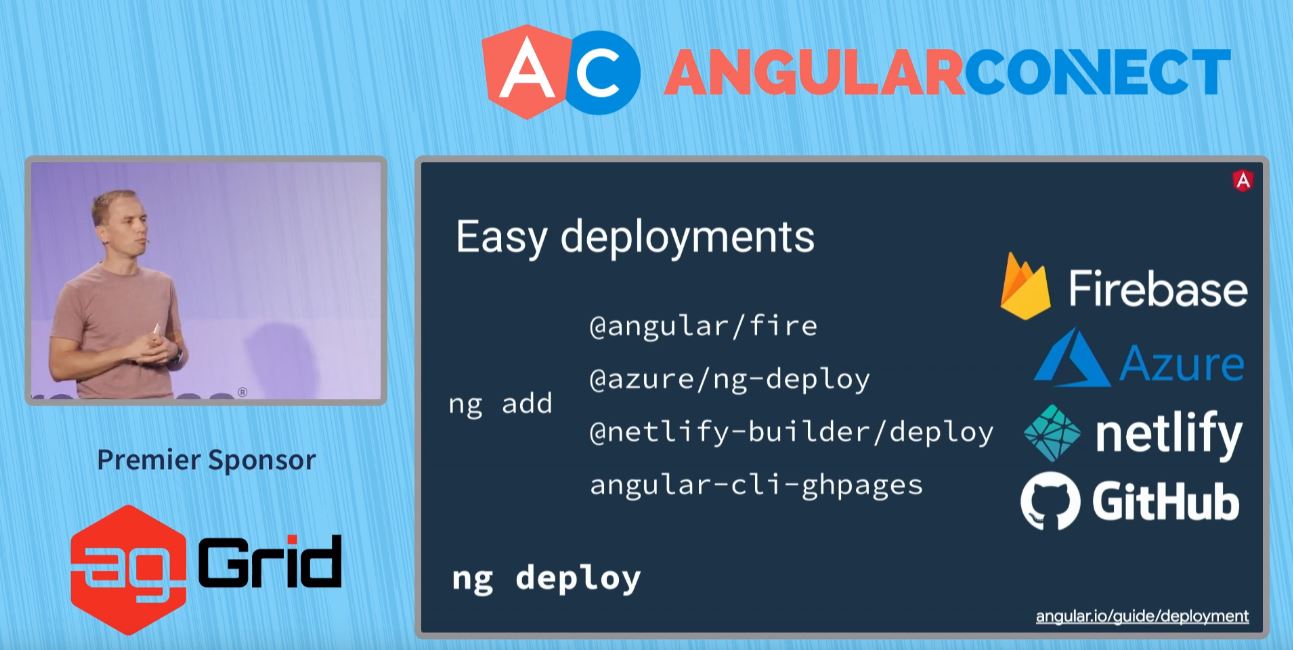 AC ANGULARCONNECT
A
Easy deployments
Firebase
@angular/fire
Azure
@azure/ng-deploy
ng add
@netlify-builder/deploy
netlify
angular-cli-ghpages
GitHub
ng deploy
angular.io/guide/deployment
®
Premier Sponsor
ag Grid